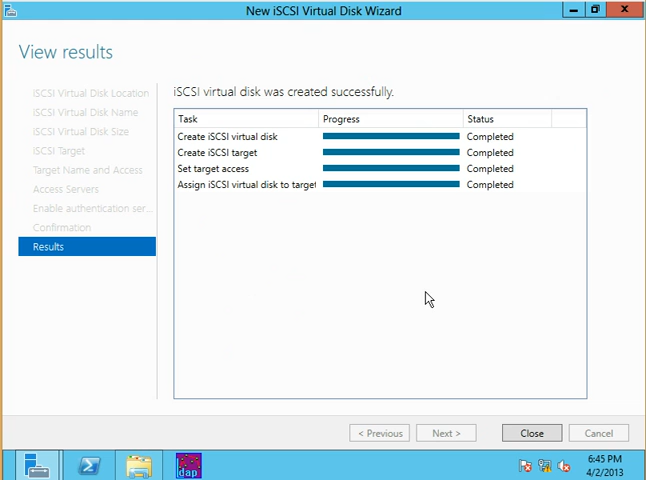 New iSCSI Virtual Disk Wizard
View results
iSCSI Virtual Disk Location
iSCSI Virtual Disk Name
iSCSI Virtual Disk Size
iSCSI Target
Target Name and Access
Access Servers
Enable authentication ser...
Confirmation
Results
iSCSI virtual disk was created successfully.
Task Progress Status
Create iSCSI virtual disk Completed
Create iSCSI target Completed
Set target access Completed
Assign iSCSI virtual disk to target Completed
< Previous Next > Close Cancel
dap
6:45 PM
4/2/2013